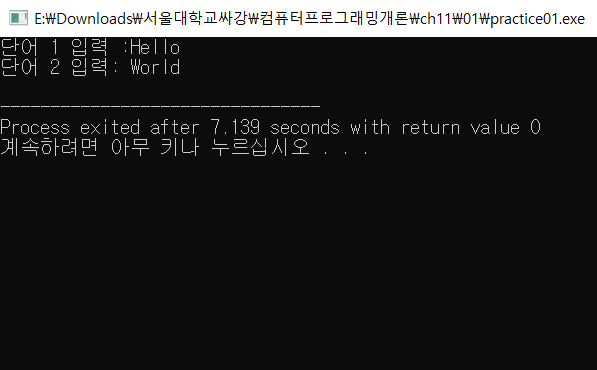 E:\Downloads\서울대학교싸강\컴퓨터프로그래밍개론\ch11\01\practice01.exe
단어 1 입력 :Hello
단어 2 입력: World
--------------------------------
Process exited after 7.139 seconds with return value 0
계속하려면 아무 키나 누르십시오 . . .